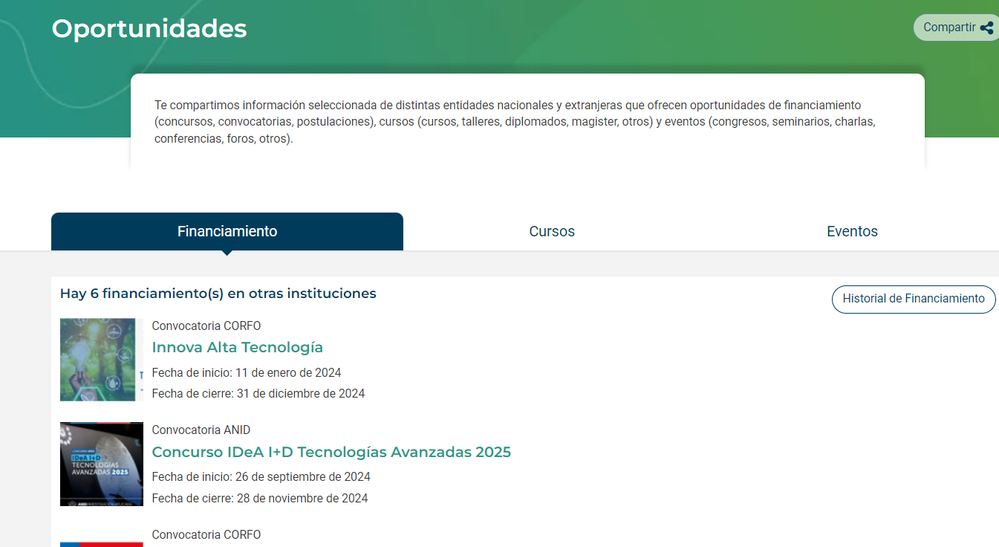 Oportunidades
Compartir
Te compartimos información seleccionada de distintas entidades nacionales y extranjeras que ofrecen oportunidades de financiamiento
(concursos, convocatorias, postulaciones), cursos (cursos, talleres, diplomados, magister, otros) y eventos (congresos, seminarios, charlas,
conferencias, foros, otros).
Financiamiento
Cursos
Eventos
Hay 6 financiamiento(s) en otras instituciones
Historial de Financiamiento
Convocatoria CORFO
Innova Alta Tecnología
Fecha de inicio: 11 de enero de 2024
Fecha de cierre: 31 de diciembre de 2024
IDeA I+D
TECNOLOGÍAS
AVANZADAS 2025
Convocatoria ANID
Concurso IDeA I+D Tecnologías Avanzadas 2025
Fecha de inicio: 26 de septiembre de 2024
Fecha de cierre: 28 de noviembre de 2024
Convocatoria CORFO